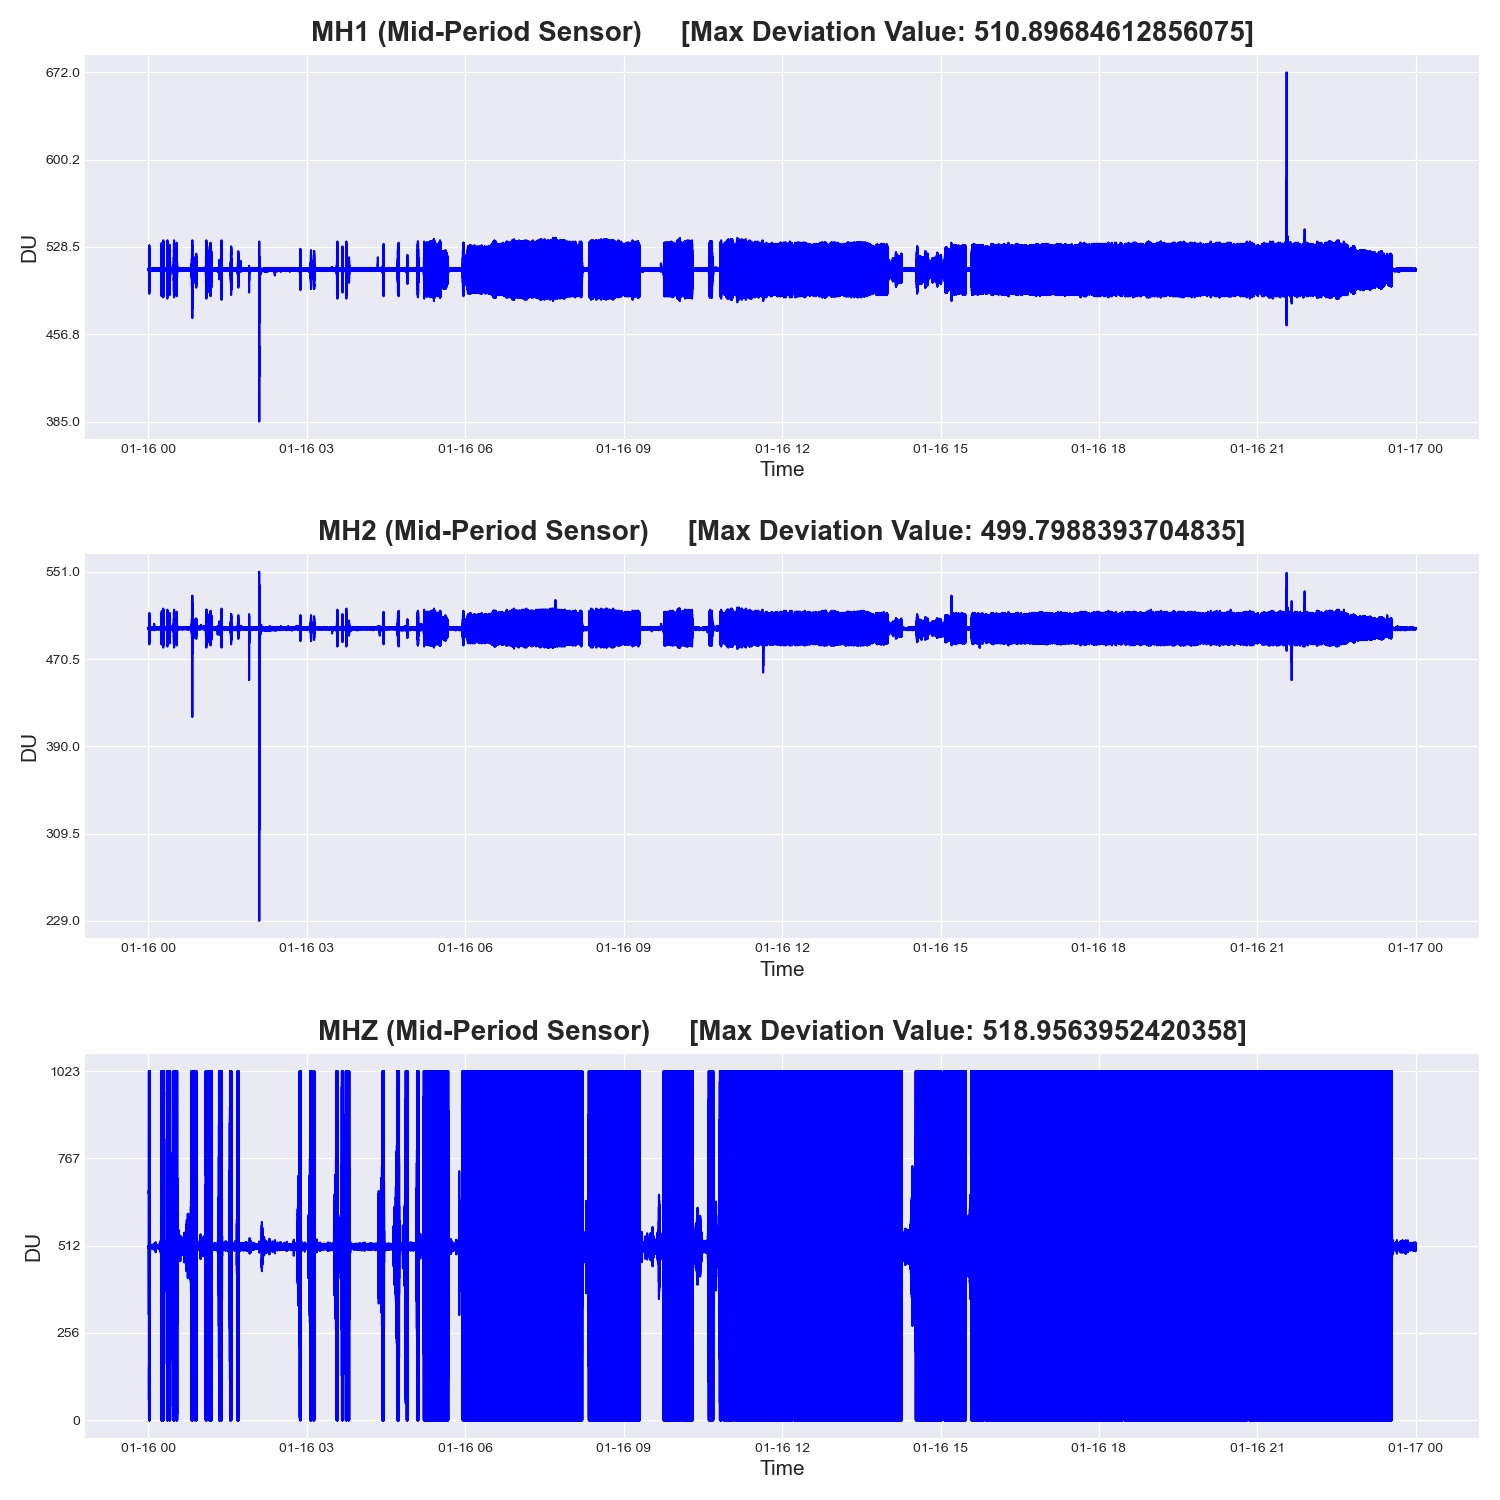 MH1 (Mid-Period Sensor) [Max Deviation Value: 510.89684612856075]
672.0
600.2
528.5
456.8
385.0
DU
01-16 00 01-16 03 01-16 06 01-16 09 01-16 12 01-16 15 01-16 18 01-16 21 01-17 00
Time
MH2 (Mid-Period Sensor) [Max Deviation Value: 499.7988393704835]
551.0
470.5
390.0
309.5
229.0
DU
01-16 00 01-16 03 01-16 06 01-16 09 01-16 12 01-16 15 01-16 18 01-16 21 01-17 00
Time
MHZ (Mid-Period Sensor) [Max Deviation Value: 518.9563952420358]
1023
767
512
256
0
DU
01-16 00 01-16 03 01-16 06 01-16 09 01-16 12 01-16 15 01-16 18 01-16 21 01-17 00
Time